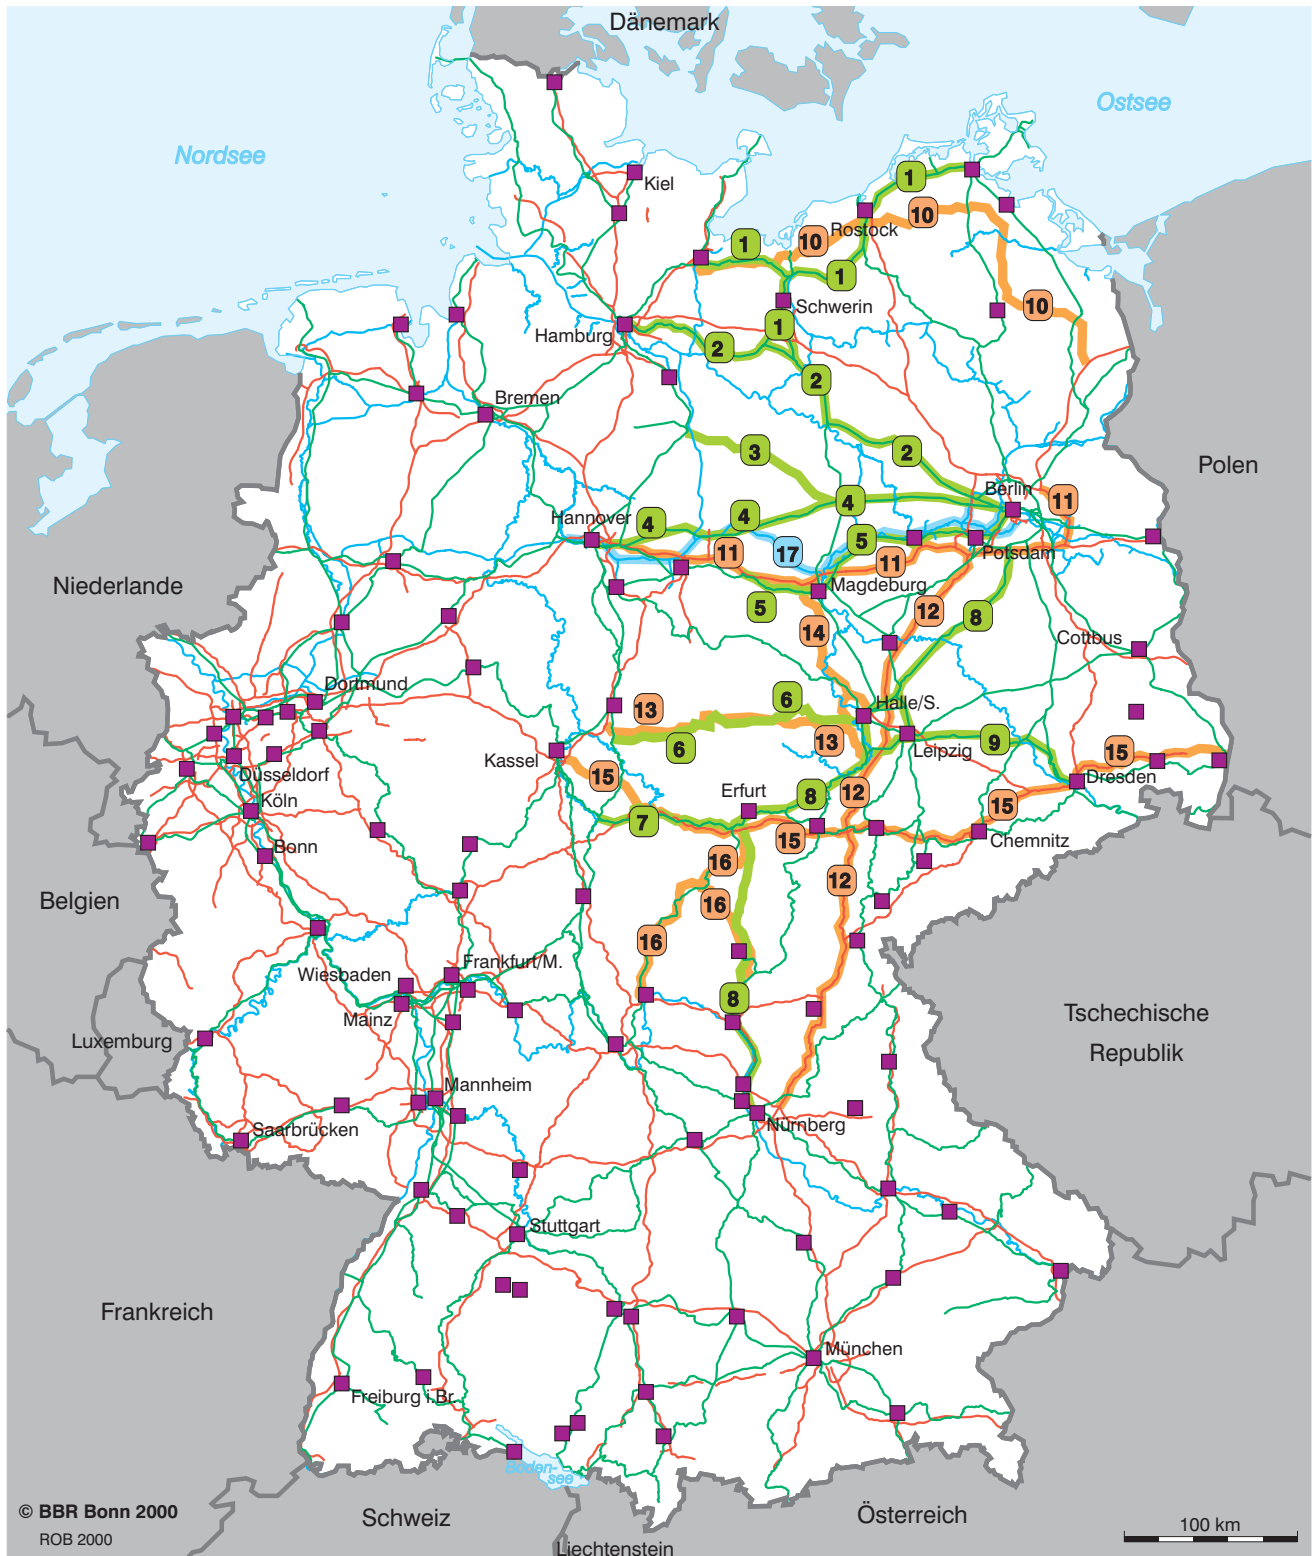 Dänemark
Ostsee
Nordsee
1
Kiel
10
Rostock
1
10
1
Schwerin
10
Hamburg
1
2
2
Bremen
3
2
Polen
Berlin
11
4
Hannover
4
4
5
17
11
11
Potsdam
Niederlande
Magdeburg
5
12
8
14
Cottbus
Dortmund
6
13
Halle/S.
13
6
9
Leipzig
15
Kassel
15
Düsseldorf
Dresden
Erfurt
8
12
Köln
15
7
15
Chemnitz
Bonn
16
12
Belgien
16
16
Frankfurt/M.
Wiesbaden
8
Mainz
Tschechische
Republik
Luxemburg
Mannheim
Nürnberg
Saarbrücken
Stuttgart
Frankreich
München
Freiburg i.Br.
Boden-
see
© BBR Bonn 2000
ROB 2000
Schweiz
Österreich
100 km
Liechtenstein